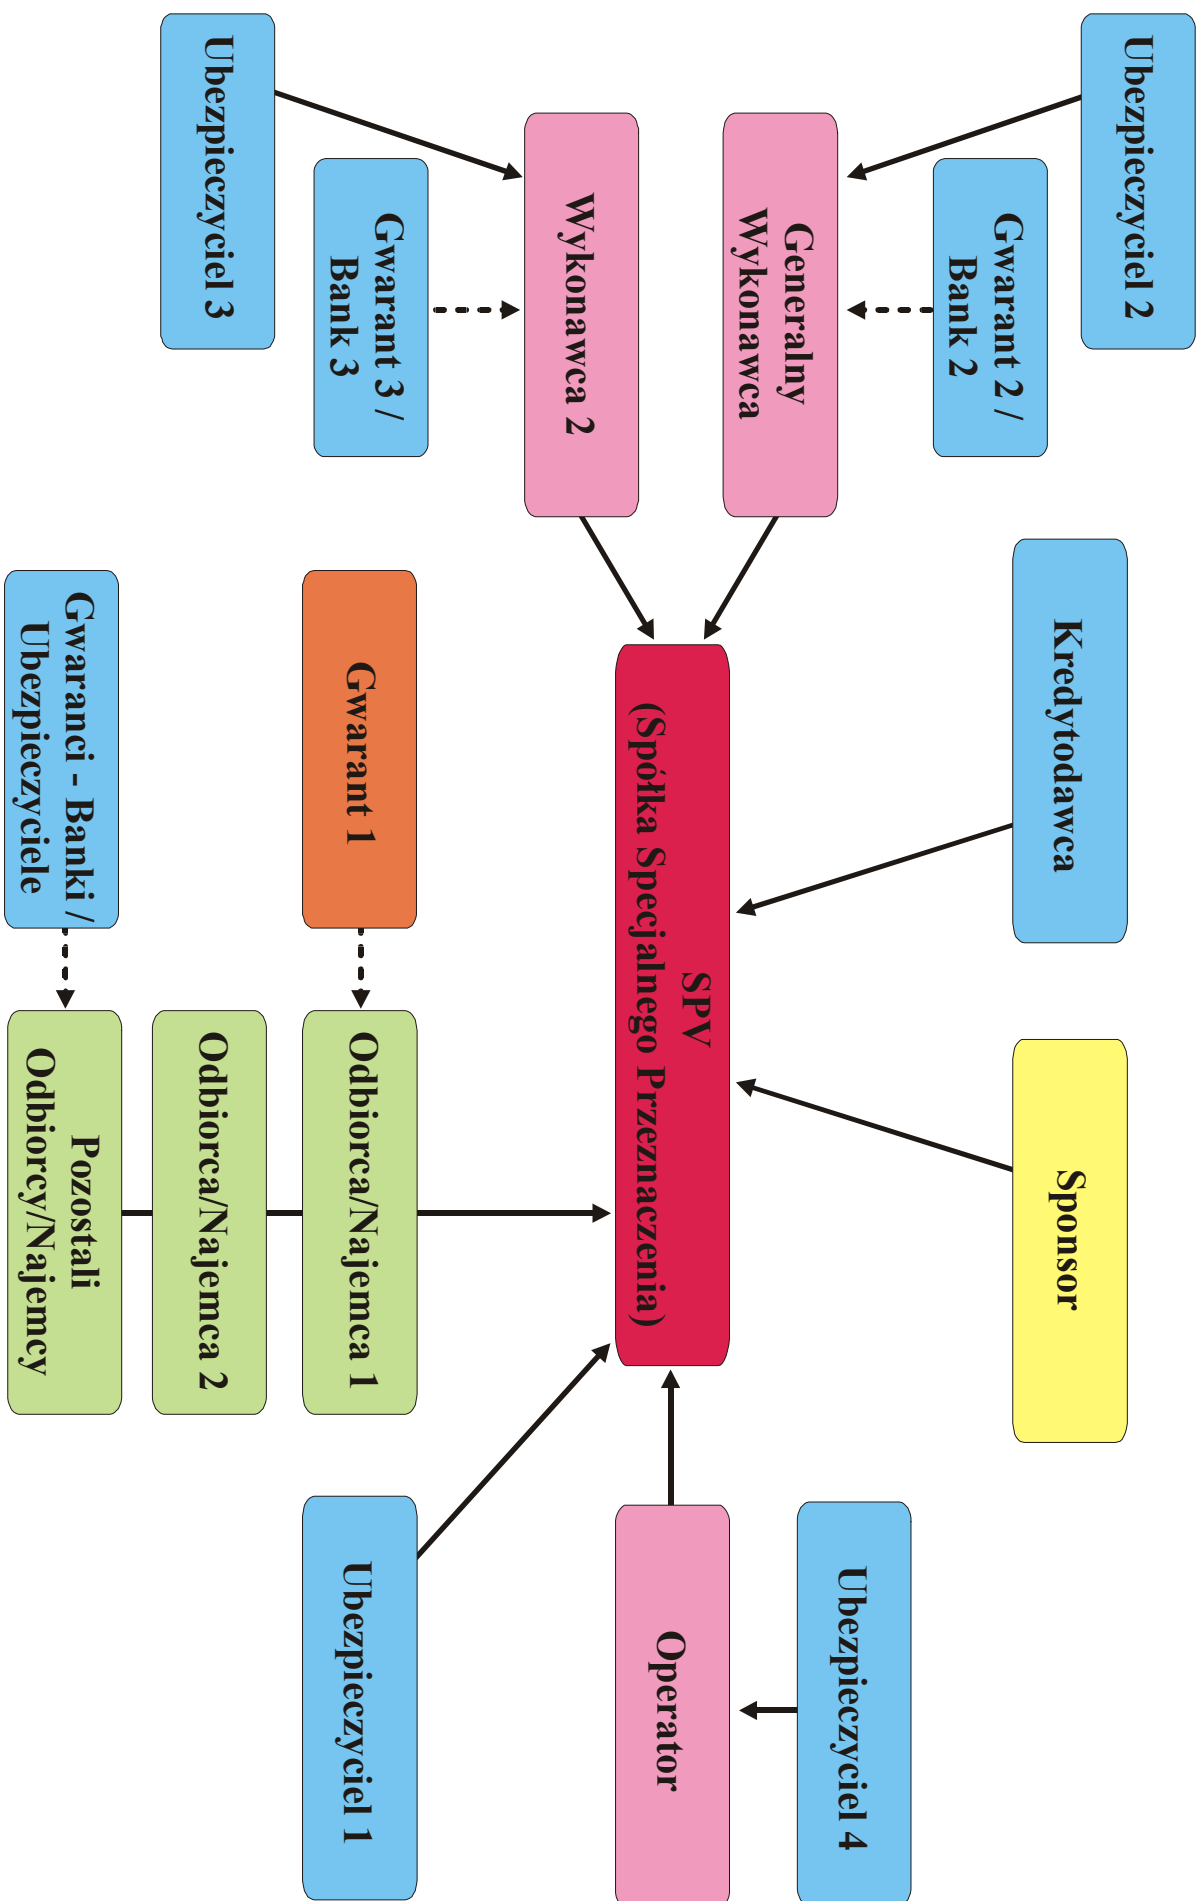 Ubezpieczyciel 2
Gwarant 2 /
Bank 2
Kredytodawca
Sponsor
Ubezpieczyciel 4
Generalny
Wykonawca
Wykonawca 2
SPV
(Spółka Specjalnego Przeznaczenia)
Operator
Gwarant 3 /
Bank 3
Ubezpieczyciel 3
Gwarant 1
Odbiorca/Najemca 1
Ubezpieczyciel 1
Odbiorca/Najemca 2
Gwaranci - Banki /
Ubezpieczyciele
Pozostali
Odbiorcy/Najemcy